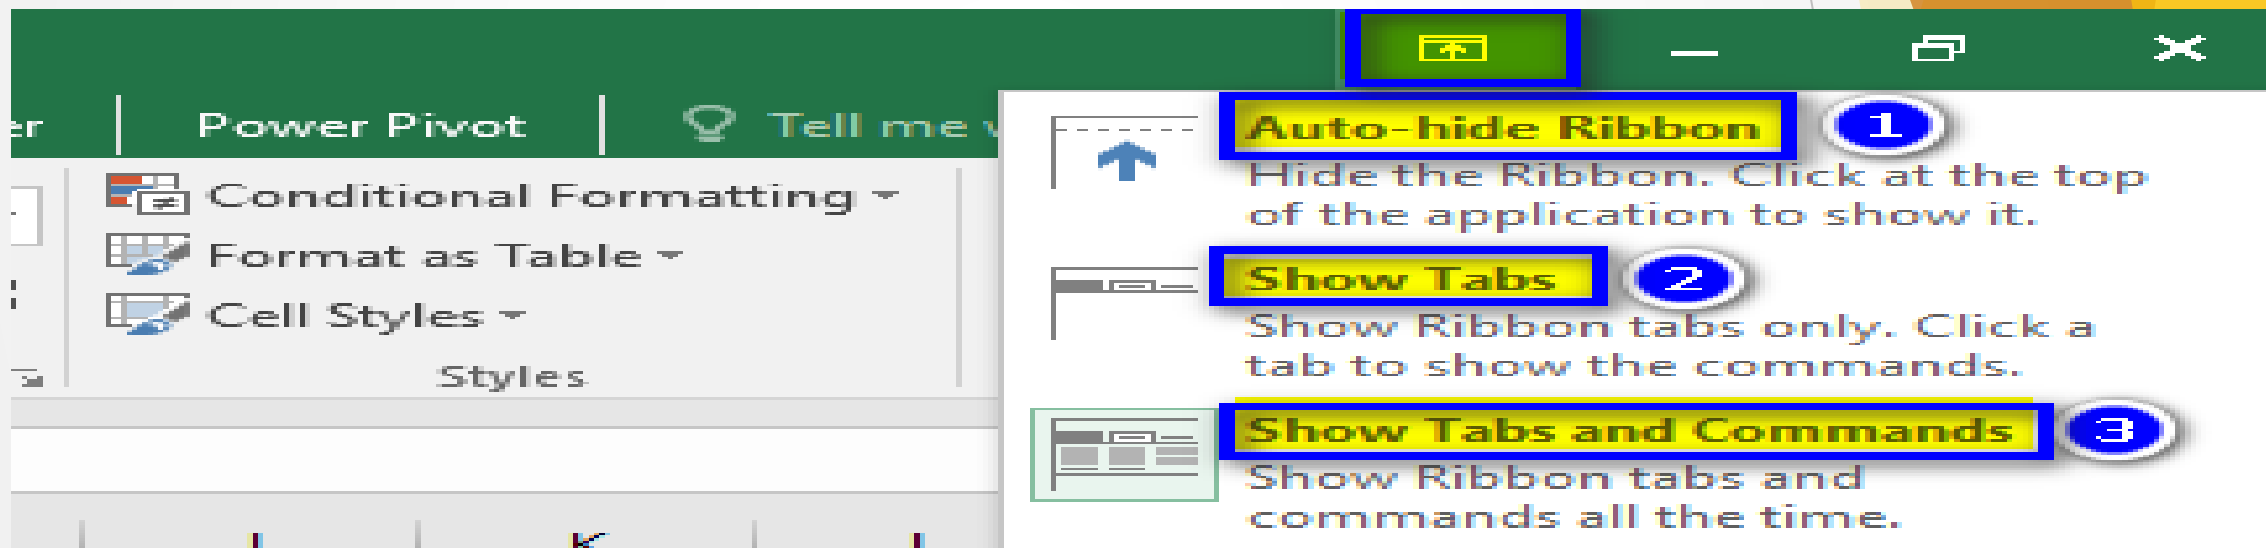 er | Power Pivot | Tell me
Auto-hide Ribbon 1
Hide the Ribbon. Click at the top
of the application to show it.
Conditional Formatting
Format as Table
Cell Styles
Styles
Show Tabs 2
Show Ribbon tabs only. Click a
tab to show the commands.
Show Tabs and Commands 3
Show Ribbon tabs and
commands all the time.
K